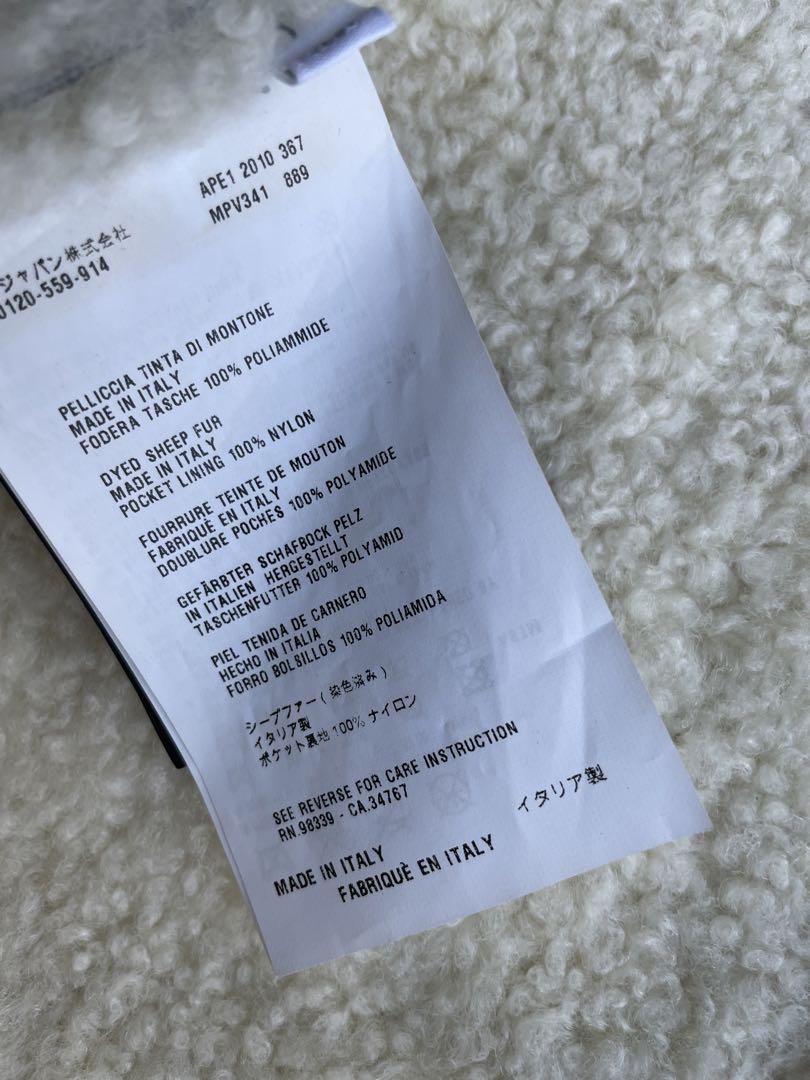 APE1 2010 367
MPV341 889
ジャパン株式会社
0120-559-914
PELLICCIA TINTA DI MONTONE
MADE IN ITALY
FODERA TASCHE 100% POLIAMMIDE
DYED SHEEP FUR
MADE IN ITALY
POCKET LINING 100% NYLON
FOURRURE TEINTE DE MOUTON
FABRIQUÈ EN ITALY
DOUBLURE POCHES 100% POLYAMIDE
GEFÄRBTER SCHAFBOCK PELZ
IN ITALIEN HERGESTELLT
TASCHENFUTTER 100% POLYAMID
PIEL TENIDA DE CARNERO
HECHO IN ITALIA
FORRO BOLSILLOS 100% POLIAMIDA
シープファー(染色済み)
イタリア製
ポケット裏地100%ナイロン
SEE REVERSE FOR CARE INSTRUCTION
RN.98339 - CA.34767
イタリア製
MADE IN ITALY
FABRIQUÈ EN ITALY